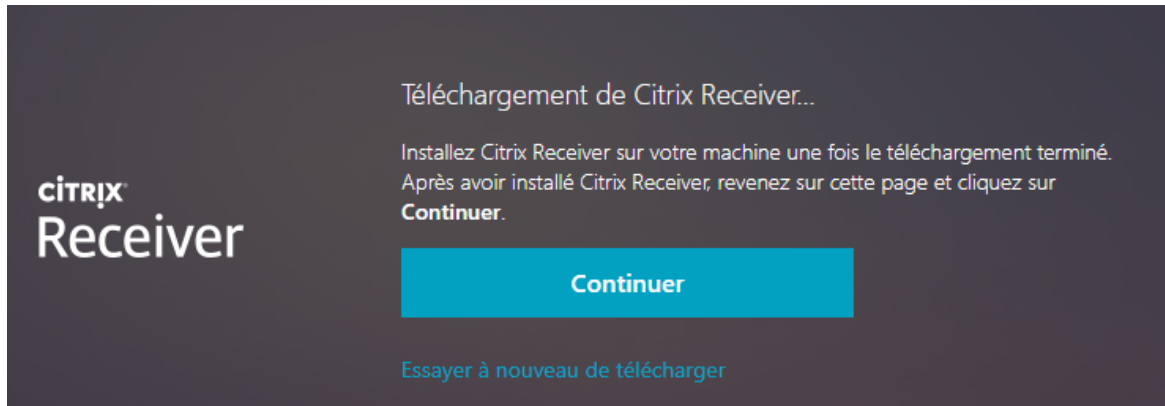 Téléchargement de Citrix Receiver...
Installez Citrix Receiver sur votre machine une fois le téléchargement terminé.
Après avoir installé Citrix Receiver, revenez sur cette page et cliquez sur
Continuer.
CITRIX
Receiver
Continuer
Essayer à nouveau de télécharger